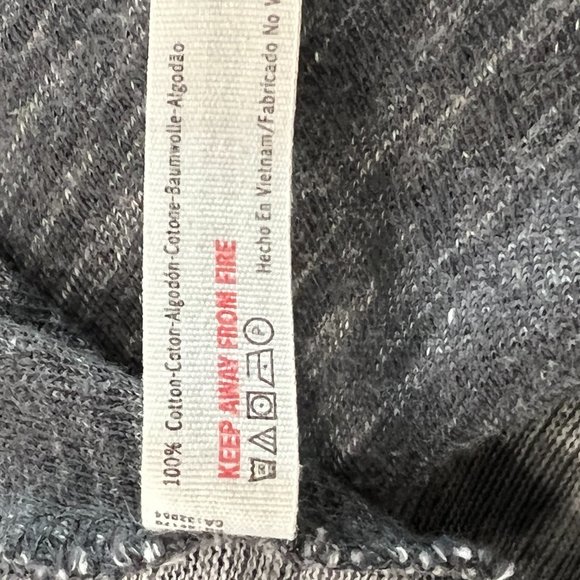 100% Cotton-Coton-Algodón-Cotone-Baumwolle-Algodão
KEEP AWAY FROM FIRE
P
Hecho En Vietnam/Fabricado No